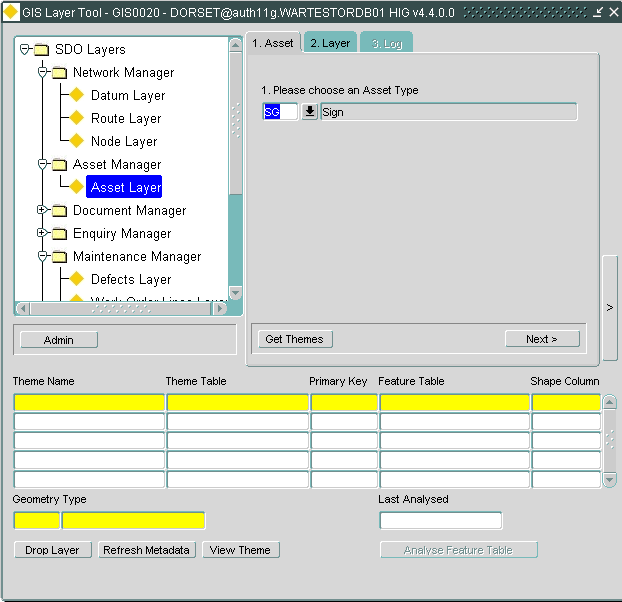 GIS Layer Tool - GIS0020 - DORSET@auth11g.WARTESTORDB01 HIG v4.4.0.0
SDO Layers
Network Manager
Datum Layer
Route Layer
Node Layer
Asset Manager
Asset Layer
Document Manager
Enquiry Manager
Maintenance Manager
Defects Layer
Work Order Lines Layer
Admin
1. Asset 2. Layer 3. Log
1. Please choose an Asset Type
SG Sign
Get Themes Next >
>
Theme Name Theme Table Primary Key Feature Table Shape Column
Geometry Type Last Analysed
Drop Layer Refresh Metadata View Theme Analyse Feature Table